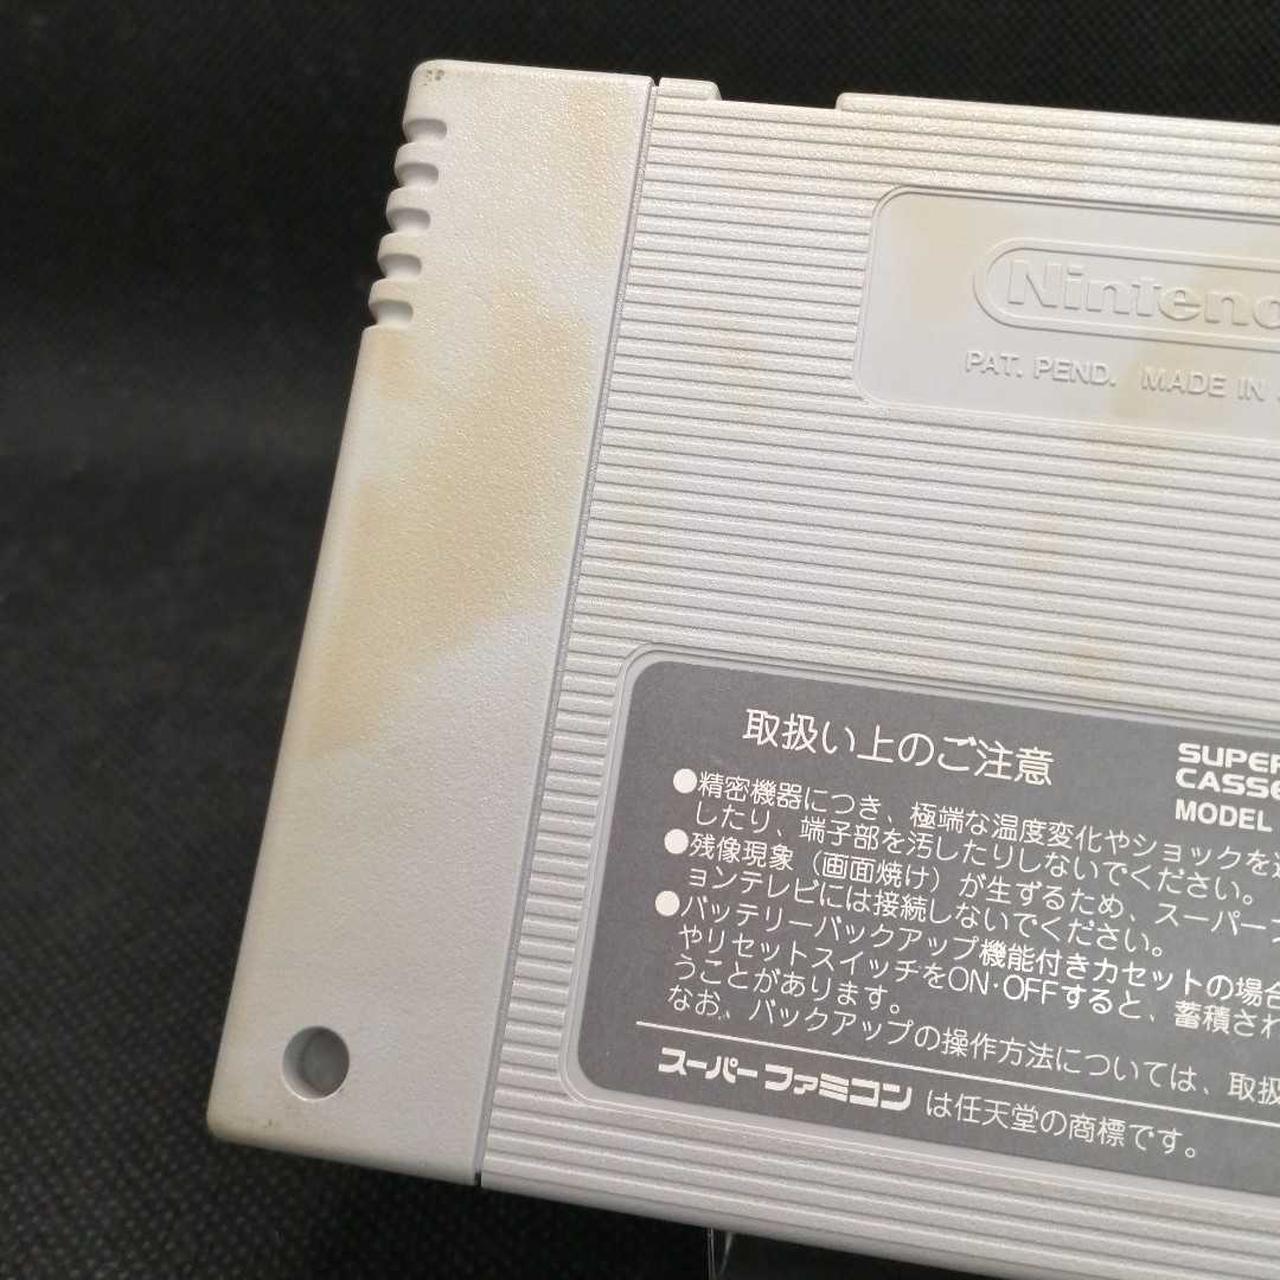 Nintendo
PAT. PEND. MADE IN
取扱い上のご注意
SUPER
CASSE
MODEL
●精密機器につき、極端な温度変化やショックを
したり、端子部を汚したりしないでください。
●残像現象（画面焼け）が生ずるため、スーパー
ョンテレビには接続しないでください。
●バッテリーバックアップ機能付きカセットの場合
やリセットスイッチをON·OFFすると、蓄積され
うことがあります。
なお、バックアップの操作方法については、取扱
スーパーファミコン は任天堂の商標です。